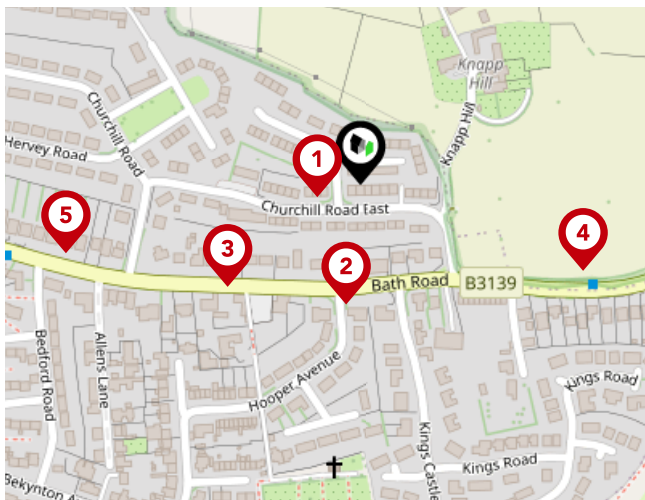 Knapp
Hill
Churchill Road
Knapp Hill
Hervey Road
1
Churchill Road East
5
3
4
2
Bath Road
B3139
Bedford Road
Allens Lane
Hooper Avenue
Kings Road
Kings Castle
Kings Road
Bekynton A